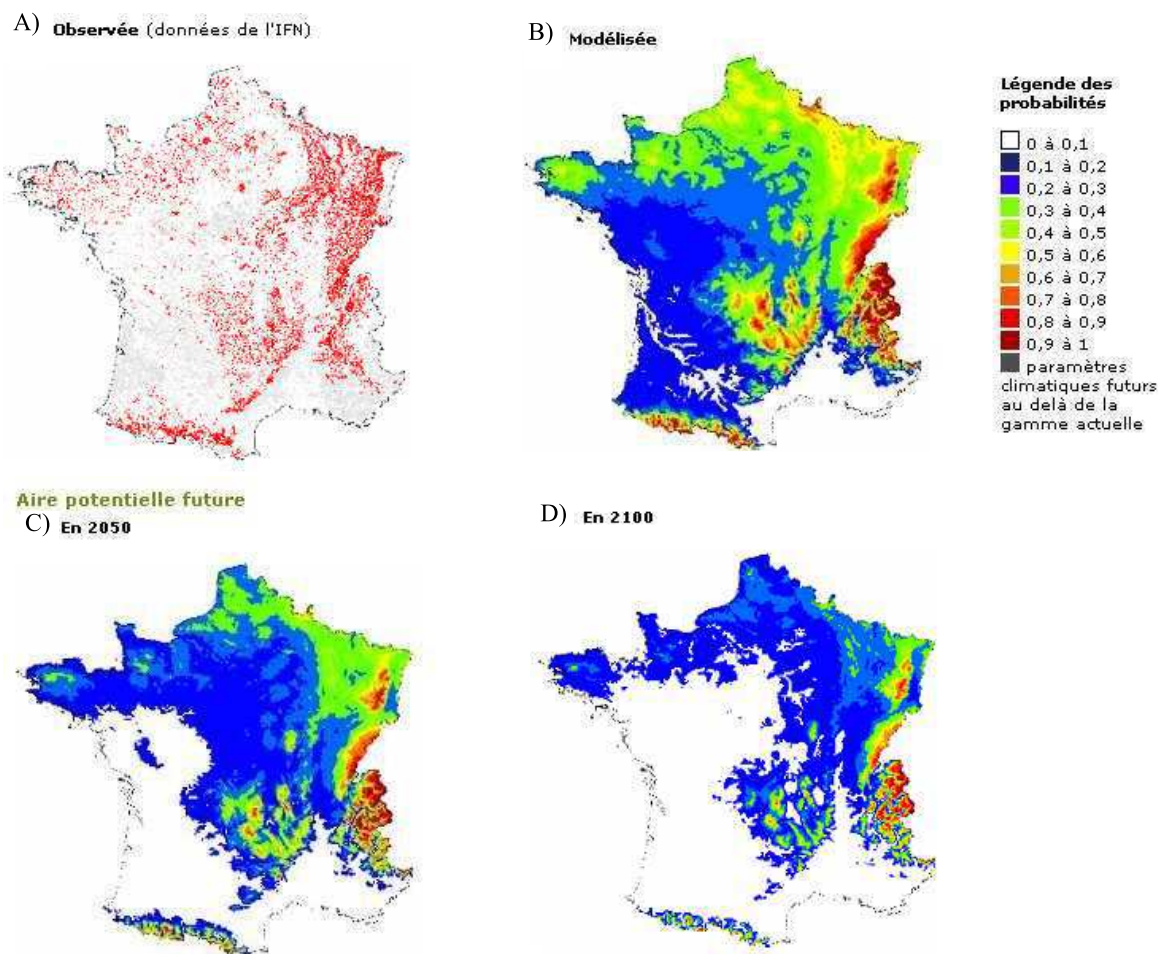 A) Observée (données de l'IFN)
B) Modélisée
Légende des
probabilités
0 à 0,1
0,1 à 0,2
0,2 à 0,3
0,3 à 0,4
0,4 à 0,5
0,5 à 0,6
0,6 à 0,7
0,7 à 0,8
0,8 à 0,9
0,9 à 1
paramètres
climatiques futurs
au delà de la
gamme actuelle
Aire potentielle future
C) En 2050
D) En 2100